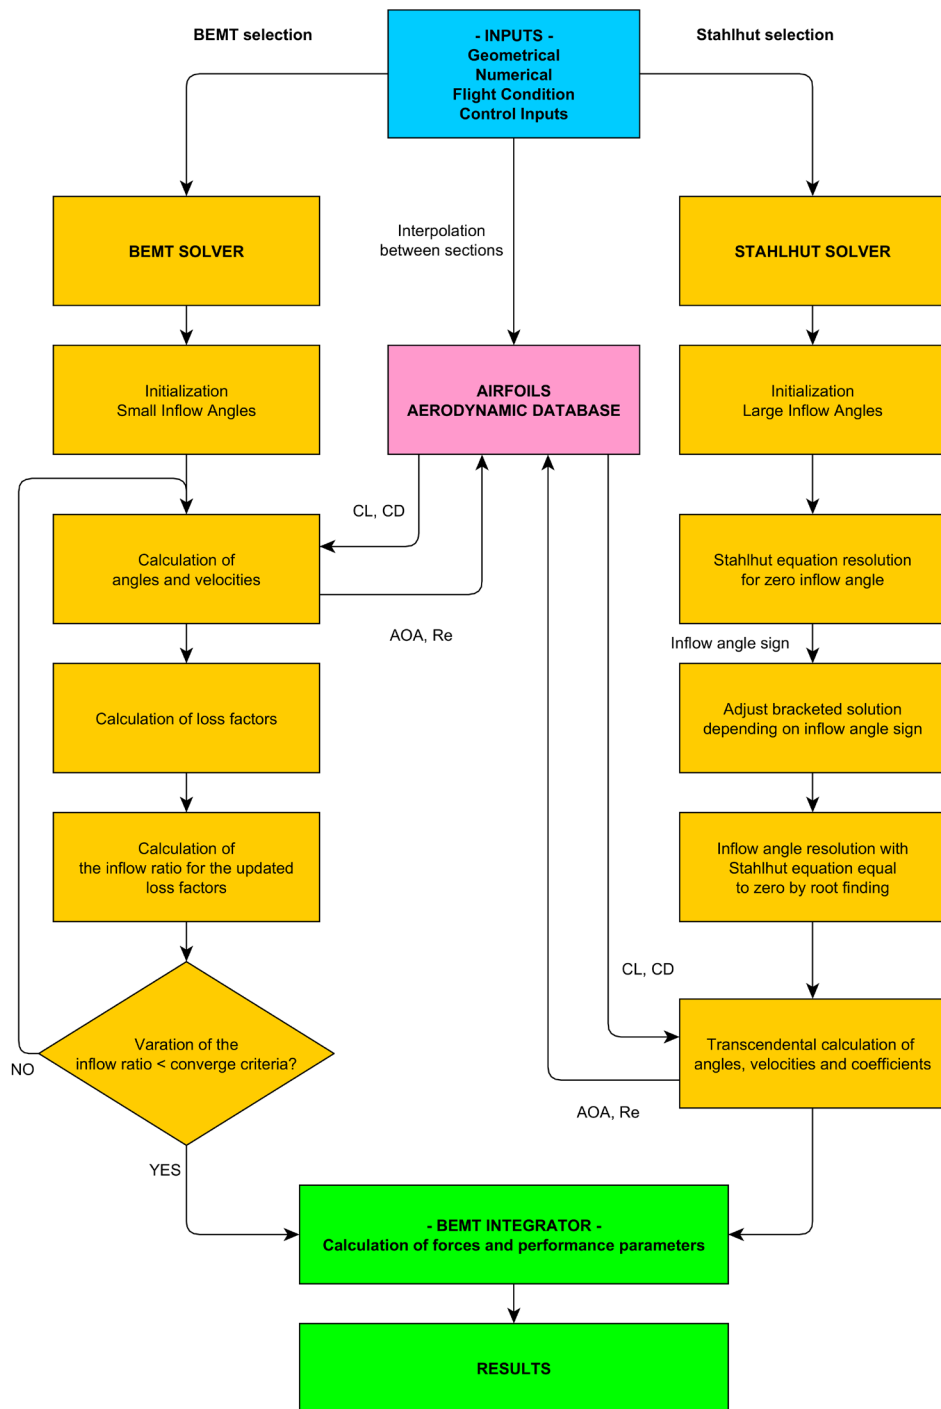 BEMT selection
- INPUTS -
Geometrical
Numerical
Flight Condition
Control Inputs
Stahlhut selection
BEMT SOLVER
Interpolation
between sections
STAHLHUT SOLVER
Initialization
Small Inflow Angles
AIRFOILS
AERODYNAMIC DATABASE
Initialization
Large Inflow Angles
CL, CD
Calculation of
angles and velocities
AOA, Re
Stahlhut equation resolution
for zero inflow angle
Inflow angle sign
Calculation of loss factors
Adjust bracketed solution
depending on inflow angle sign
Calculation of
the inflow ratio for the updated
loss factors
Inflow angle resolution with
Stahlhut equation equal
to zero by root finding
CL, CD
Varation of the
inflow ratio < converge criteria?
NO
Transcendental calculation of
angles, velocities and coefficients
AOA, Re
YES
- BEMT INTEGRATOR -
Calculation of forces and performance parameters
RESULTS